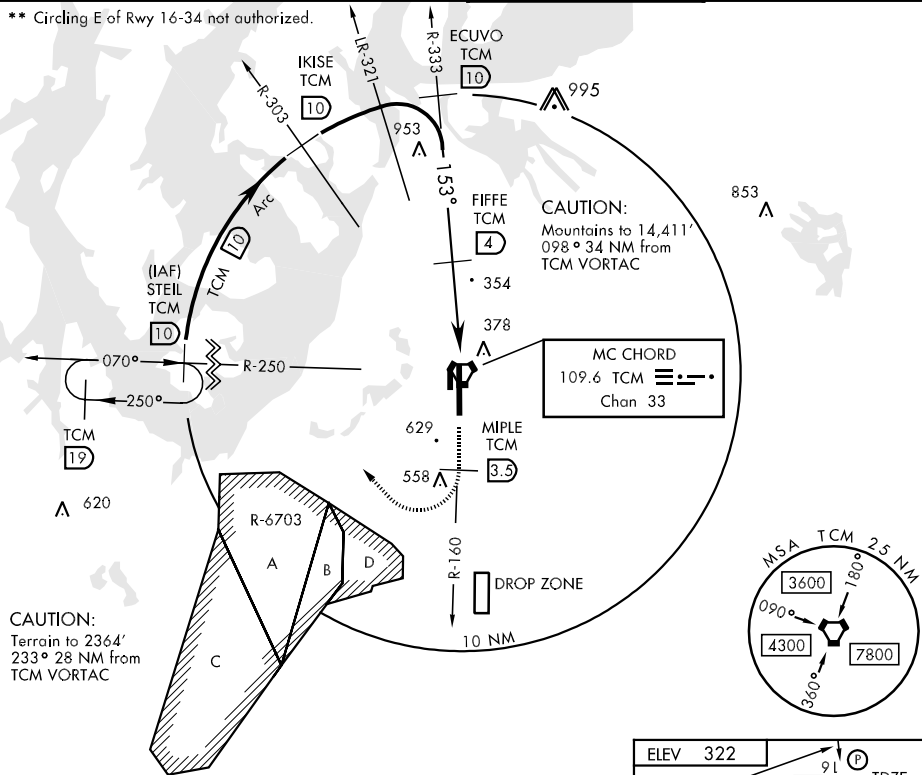 ** Circling E of Rwy 16-34 not authorized.
IKISE
TCM
10
LR-321
R-333
ECUVO
TCM
10
995
R-303
953
153°
853
FIFFE
TCM
4
CAUTION:
Mountains to 14,411'
098° 34 NM from
TCM VORTAC
354
TCM 10 Arc
(IAF)
STEIL
TCM
10
378
070°
R-250
250°
MC CHORD
109.6 TCM
Chan 33
TCM
19
629
MIPLE
TCM
3.5
558
620
R-6703
A
B
D
C
R-160
DROP ZONE
10 NM
CAUTION:
Terrain to 2364'
233° 28 NM from
TCM VORTAC
MSA TCM 25 NM
3600
180°
090°
4300
7800
360°
ELEV 322
16
P
TDZE